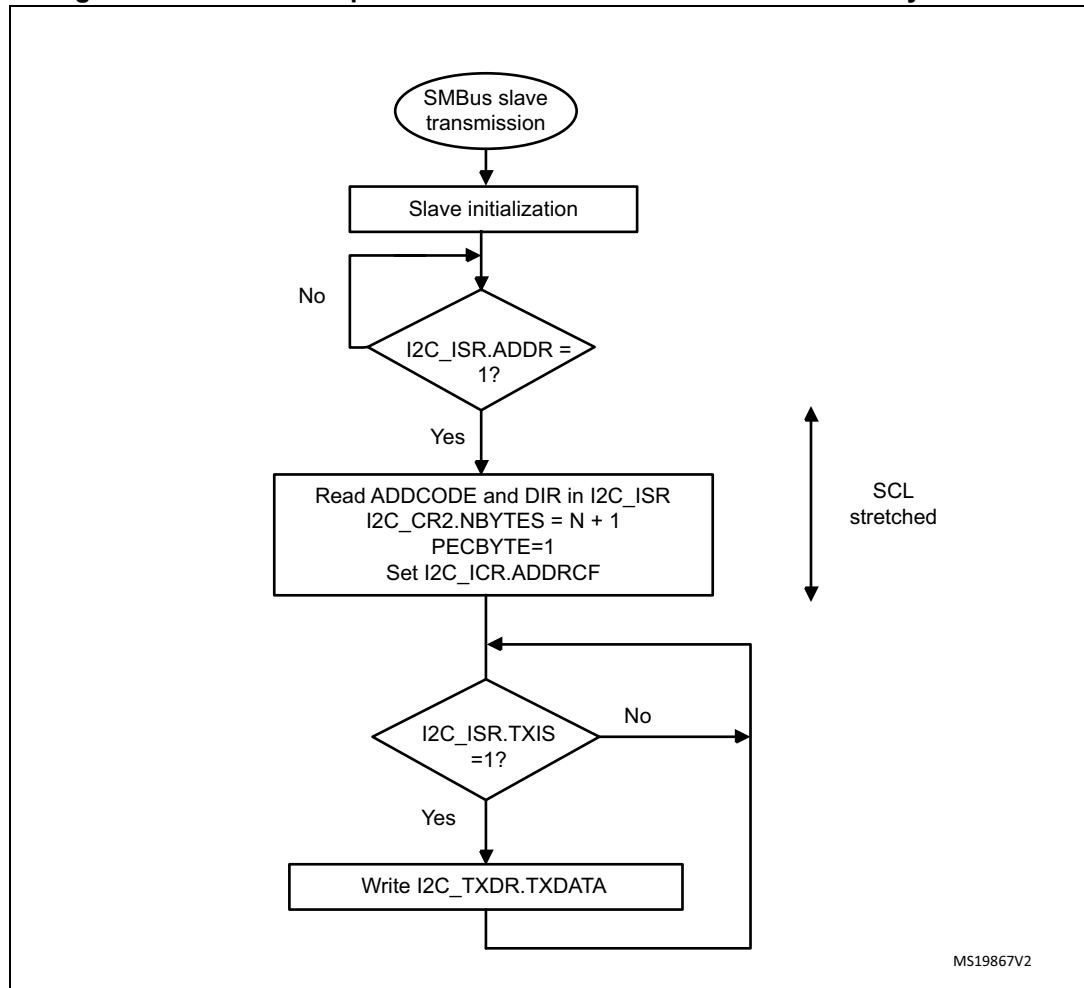 SMBus slave
transmission
Slave initialization
No
I2C_ISR.ADDR =
1?
Yes
Read ADDCODE and DIR in I2C_ISR
I2C_CR2.NBYTES = N + 1
PECBYTE=1
Set I2C_ICR.ADDRCF
SCL
stretched
I2C_ISR.TXIS
=1?
No
Yes
Write I2C_TXDR.TXDATA
MS19867V2